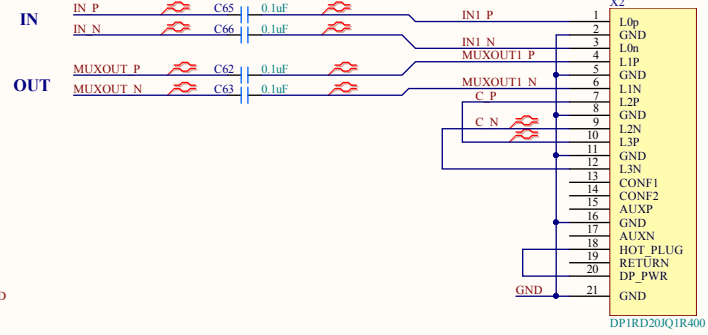 X2
IN
IN_P C65 0.1uF IN1_P 1 L0p
2 GND
IN_N C66 0.1uF IN1_N 3 L0n
OUT
MUXOUT_P C62 0.1uF MUXOUT1_P 4 L1P
5 GND
MUXOUT_N C63 0.1uF MUXOUT1_N 6 L1N
C_P 7 L2P
8 GND
C_N 9 L2N
10 L3P
11 GND
12 L3N
13 CONF1
14 CONF2
15 AUXP
16 GND
17 AUXN
18 HOT_PLUG
19 RETURN
20 DP_PWR
GND 21 GND
DP1RD20JQ1R400